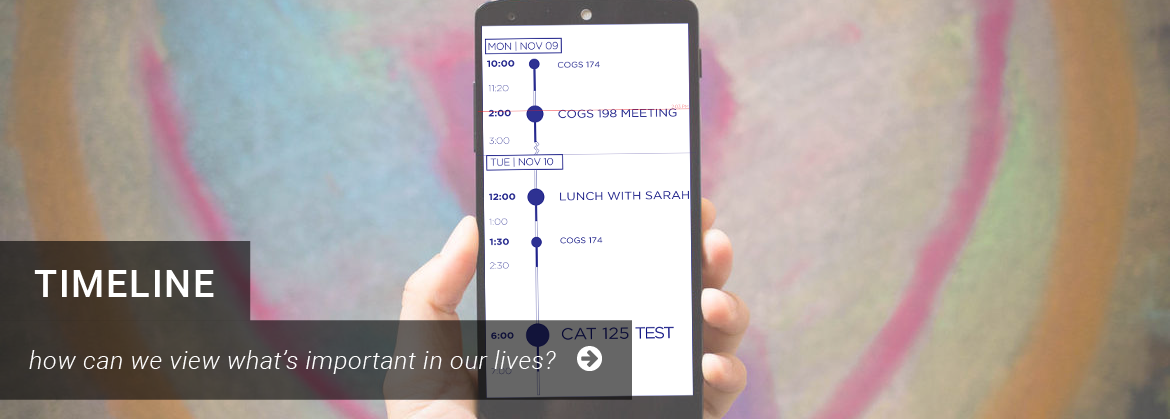 MON | NOV 09
10:00 COGS 174
11:20
2:00 COGS 198 MEETING
3:00
TUE | NOV 10
12:00 LUNCH WITH SARAH
1:00
1:30 COGS 174
2:30
6:00 CAT 125 TEST
7:00
TIMELINE
how can we view what's important in our lives?